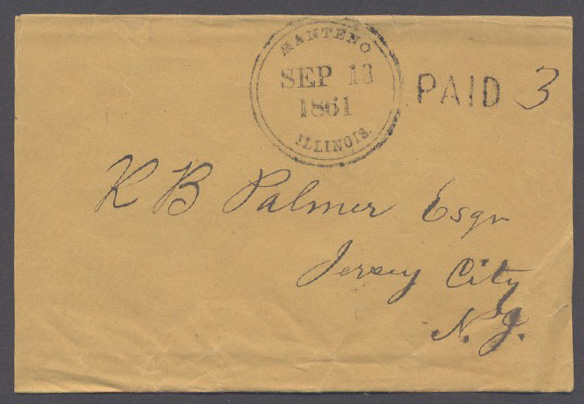 MANTENO
SEP 13
1861
ILLINOIS.
PAID 3
R B Palmer Esqr
Jersey City
N. J.